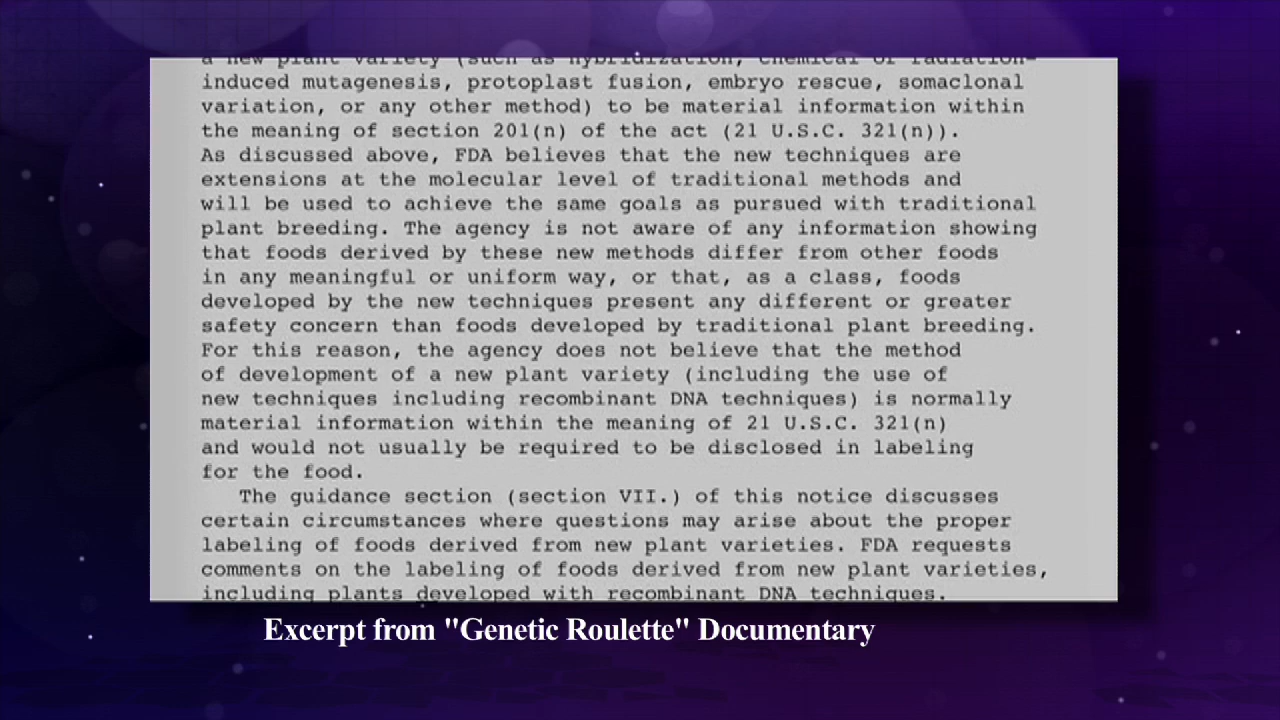 a new plant variety (such as hybridization, chemical or radiation-
induced mutagenesis, protoplast fusion, embryo rescue, somaclonal
variation, or any other method) to be material information within
the meaning of section 201(n) of the act (21 U.S.C. 321(n)).
As discussed above, FDA believes that the new techniques are
extensions at the molecular level of traditional methods and
will be used to achieve the same goals as pursued with traditional
plant breeding. The agency is not aware of any information showing
that foods derived by these new methods differ from other foods
in any meaningful or uniform way, or that, as a class, foods
developed by the new techniques present any different or greater
safety concern than foods developed by traditional plant breeding.
For this reason, the agency does not believe that the method
of development of a new plant variety (including the use of
new techniques including recombinant DNA techniques) is normally
material information within the meaning of 21 U.S.C. 321(n)
and would not usually be required to be disclosed in labeling
for the food.
The guidance section (section VII.) of this notice discusses
certain circumstances where questions may arise about the proper
labeling of foods derived from new plant varieties. FDA requests
comments on the labeling of foods derived from new plant varieties,
including plants developed with recombinant DNA techniques.
Excerpt from "Genetic Roulette" Documentary